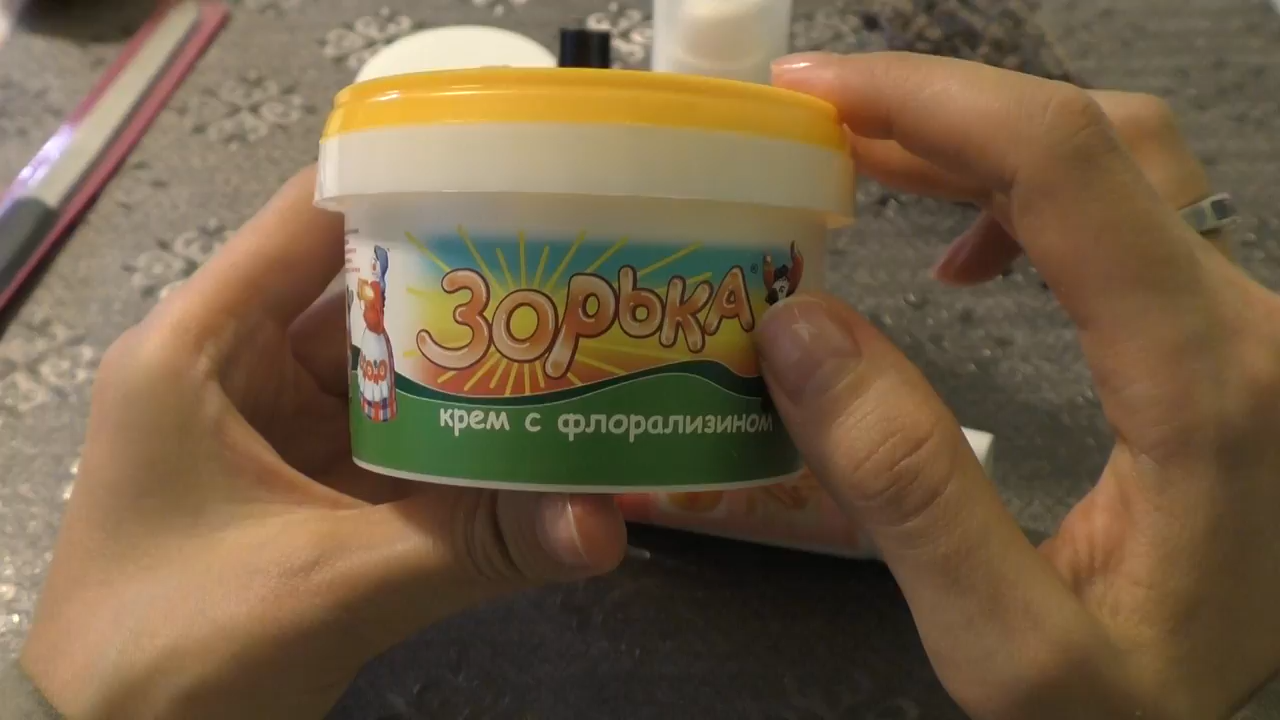 Зорька®
крем с флорализином